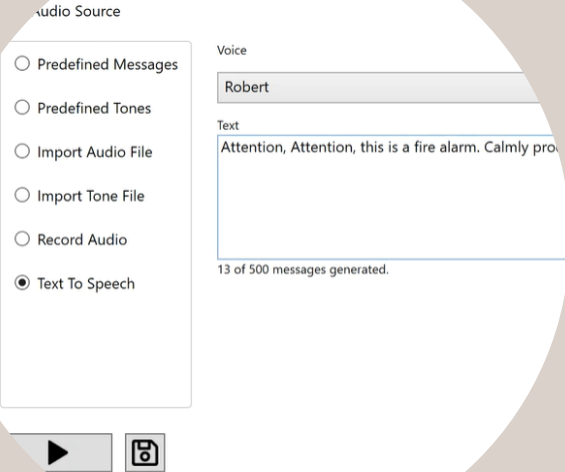 Audio Source
Predefined Messages
Predefined Tones
Import Audio File
Import Tone File
Record Audio
Text To Speech
Voice
Robert
Text
Attention, Attention, this is a fire alarm. Calmly
13 of 500 messages generated.